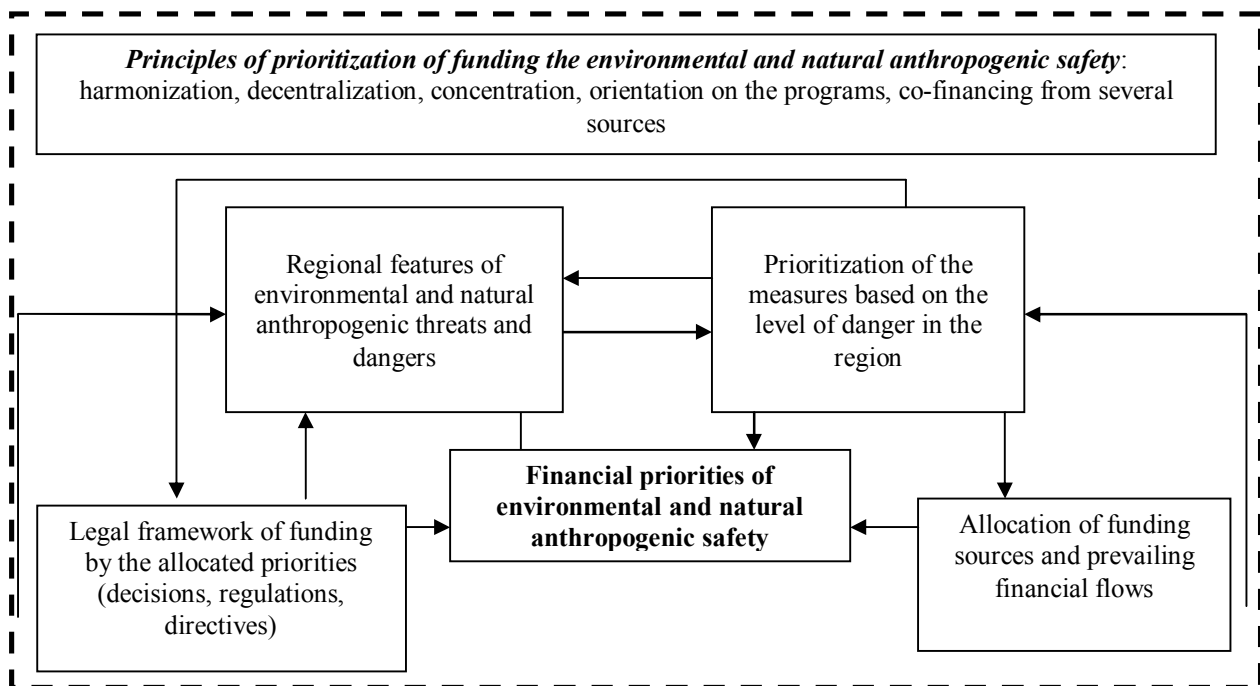 Principles of prioritization of funding the environmental and natural anthropogenic safety:
harmonization, decentralization, concentration, orientation on the programs, co-financing from several
sources
Regional features of
environmental and natural
anthropogenic threats and
dangers
Prioritization of the
measures based on the
level of danger in the
region
Financial priorities of
environmental and natural
anthropogenic safety
Legal framework of funding
by the allocated priorities
(decisions, regulations,
directives)
Allocation of funding
sources and prevailing
financial flows